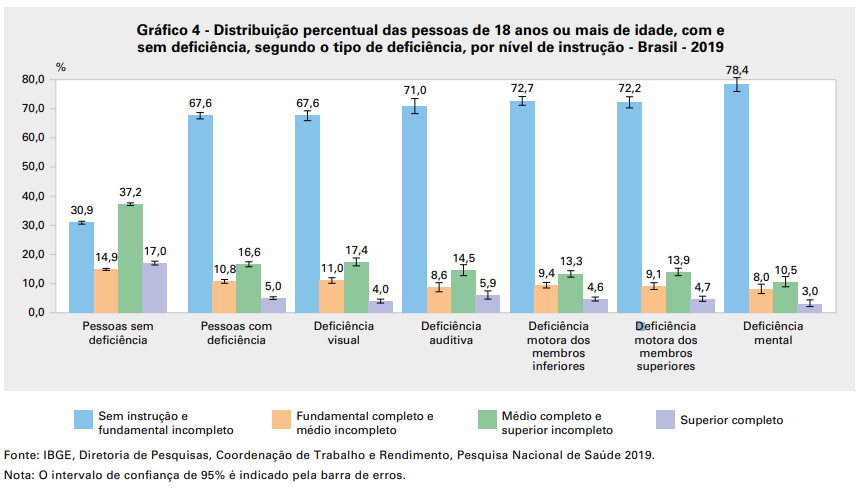 Gráfico 4 - Distribuição percentual das pessoas de 18 anos ou mais de idade, com e
sem deficiência, segundo o tipo de deficiência, por nível de instrução - Brasil - 2019
%
80,0
70,0
60,0
50,0
40,0
30,0
20,0
10,0
0,0
30,9
14,9
37,2
17,0
67,6
10,8
16,6
5,0
67,6
11,0
17,4
4,0
71,0
8,6
14,5
5,9
72,7
9,4
13,3
4,6
72,2
9,1
13,9
4,7
78,4
8,0
10,5
3,0
Pessoas sem
deficiência
Pessoas com
deficiência
Deficiência
visual
Deficiência
auditiva
Deficiência
motora dos
membros
inferiores
Deficiência
motora dos
membros
superiores
Deficiência
mental
Sem instrução e
fundamental incompleto
Fundamental completo e
médio incompleto
Médio completo e
superior incompleto
Superior completo
Fonte: IBGE, Diretoria de Pesquisas, Coordenação de Trabalho e Rendimento, Pesquisa Nacional de Saúde 2019.
Nota: O intervalo de confiança de 95% é indicado pela barra de erros.